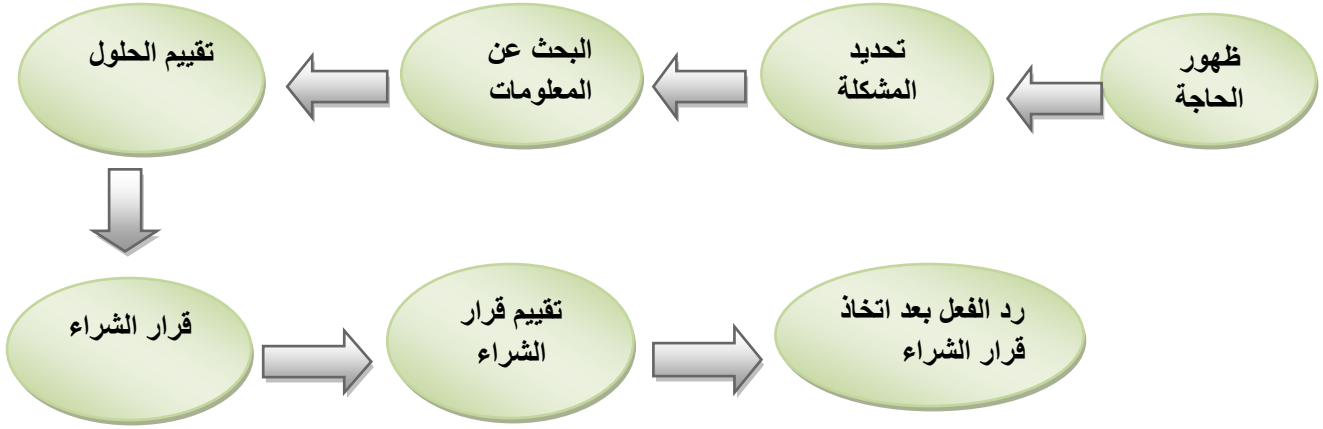 ظهور
الحاجة
تحديد
المشكلة
البحث عن
المعلومات
تقييم الحلول
قرار الشراء
تقييم قرار
الشراء
رد الفعل بعد اتخاذ
قرار الشراء